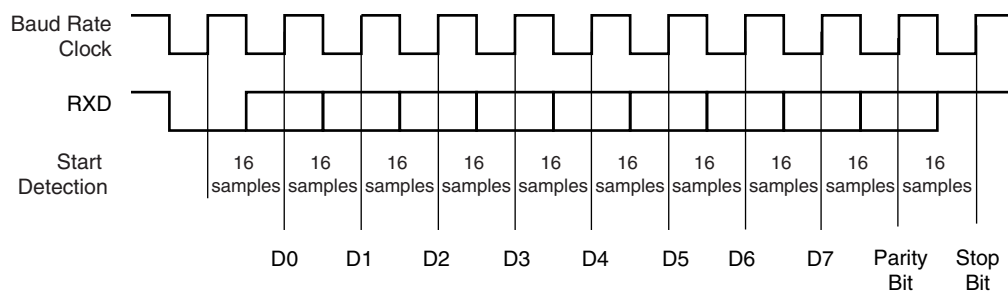 Baud Rate
Clock
RXD
Start
Detection
16 16 16 16 16 16 16 16 16 16
samples samples samples samples samples samples samples samples samples samples
D0 D1 D2 D3 D4 D5 D6 D7 Parity Stop
Bit Bit